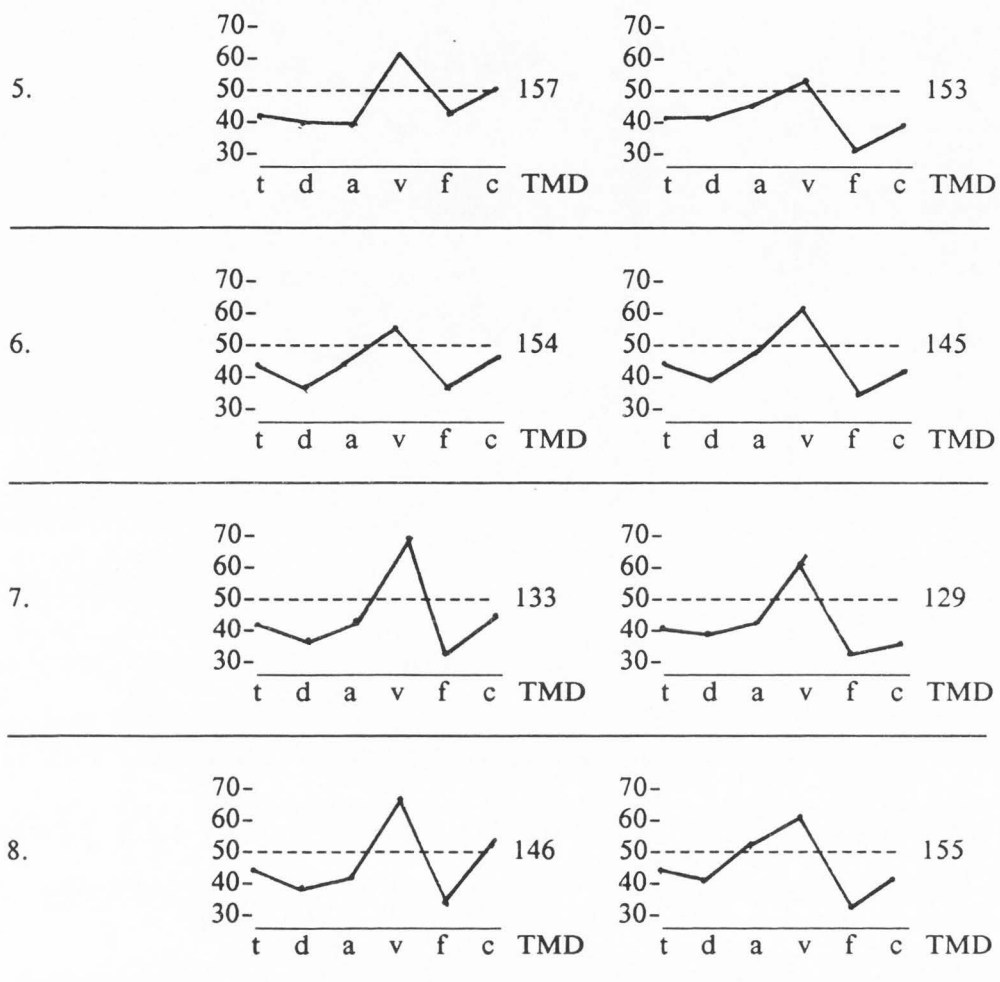 70- 70-
60- 60-
5. 50- 157 50- 153
40- 40-
30- 30-
t d a v f c TMD t d a v f c TMD
70- 70-
60- 60-
6. 50- 154 50- 145
40- 40-
30- 30-
t d a v f c TMD t d a v f c TMD
70- 70-
60- 60-
7. 50- 133 50- 129
40- 40-
30- 30-
t d a v f c TMD t d a v f c TMD
70- 70-
60- 60-
8. 50- 146 50- 155
40- 40-
30- 30-
t d a v f c TMD t d a v f c TMD